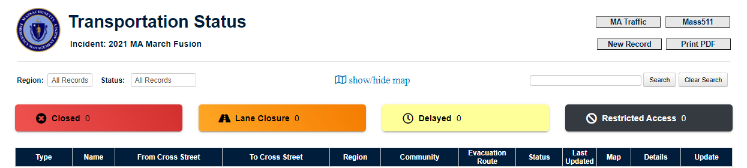 Transportation Status
Incident: 2021 MA March Fusion
MA Traffic Mass511
New Record Print PDF
Region: All Records Status: All Records show/hide map Search Clear Search
Closed 0 Lane Closure 0 Delayed 0 Restricted Access 0
Type Name From Cross Street To Cross Street Region Community Evacuation Route Status Last Updated Map Details Update